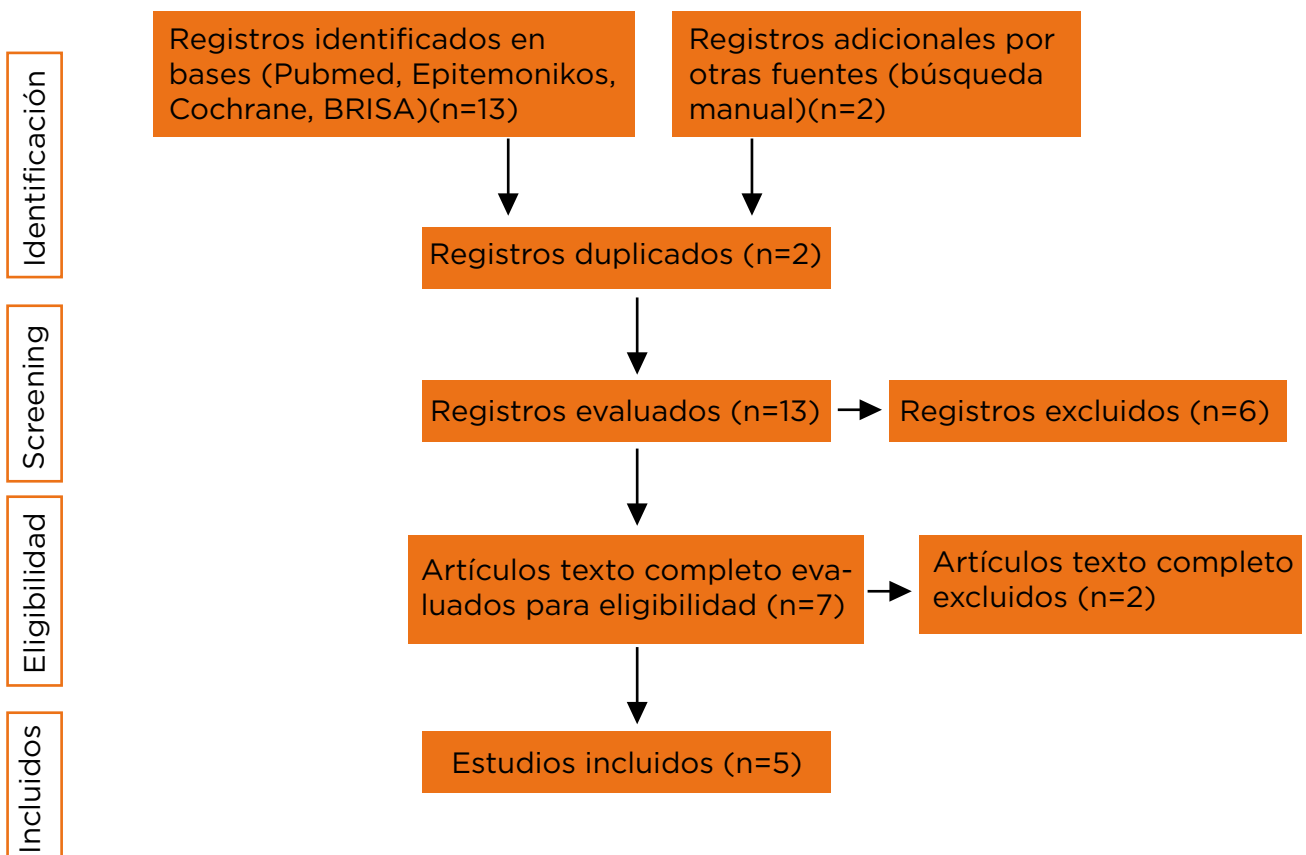 Identificación
Registros identificados en
bases (Pubmed, Epitemonikos,
Cochrane, BRISA)(n=13)
Registros adicionales por
otras fuentes (búsqueda
manual)(n=2)
Registros duplicados (n=2)
Screening
Registros evaluados (n=13)
Registros excluidos (n=6)
Eligibilidad
Artículos texto completo eva-
luados para eligibilidad (n=7)
Artículos texto completo
excluidos (n=2)
Incluidos
Estudios incluidos (n=5)